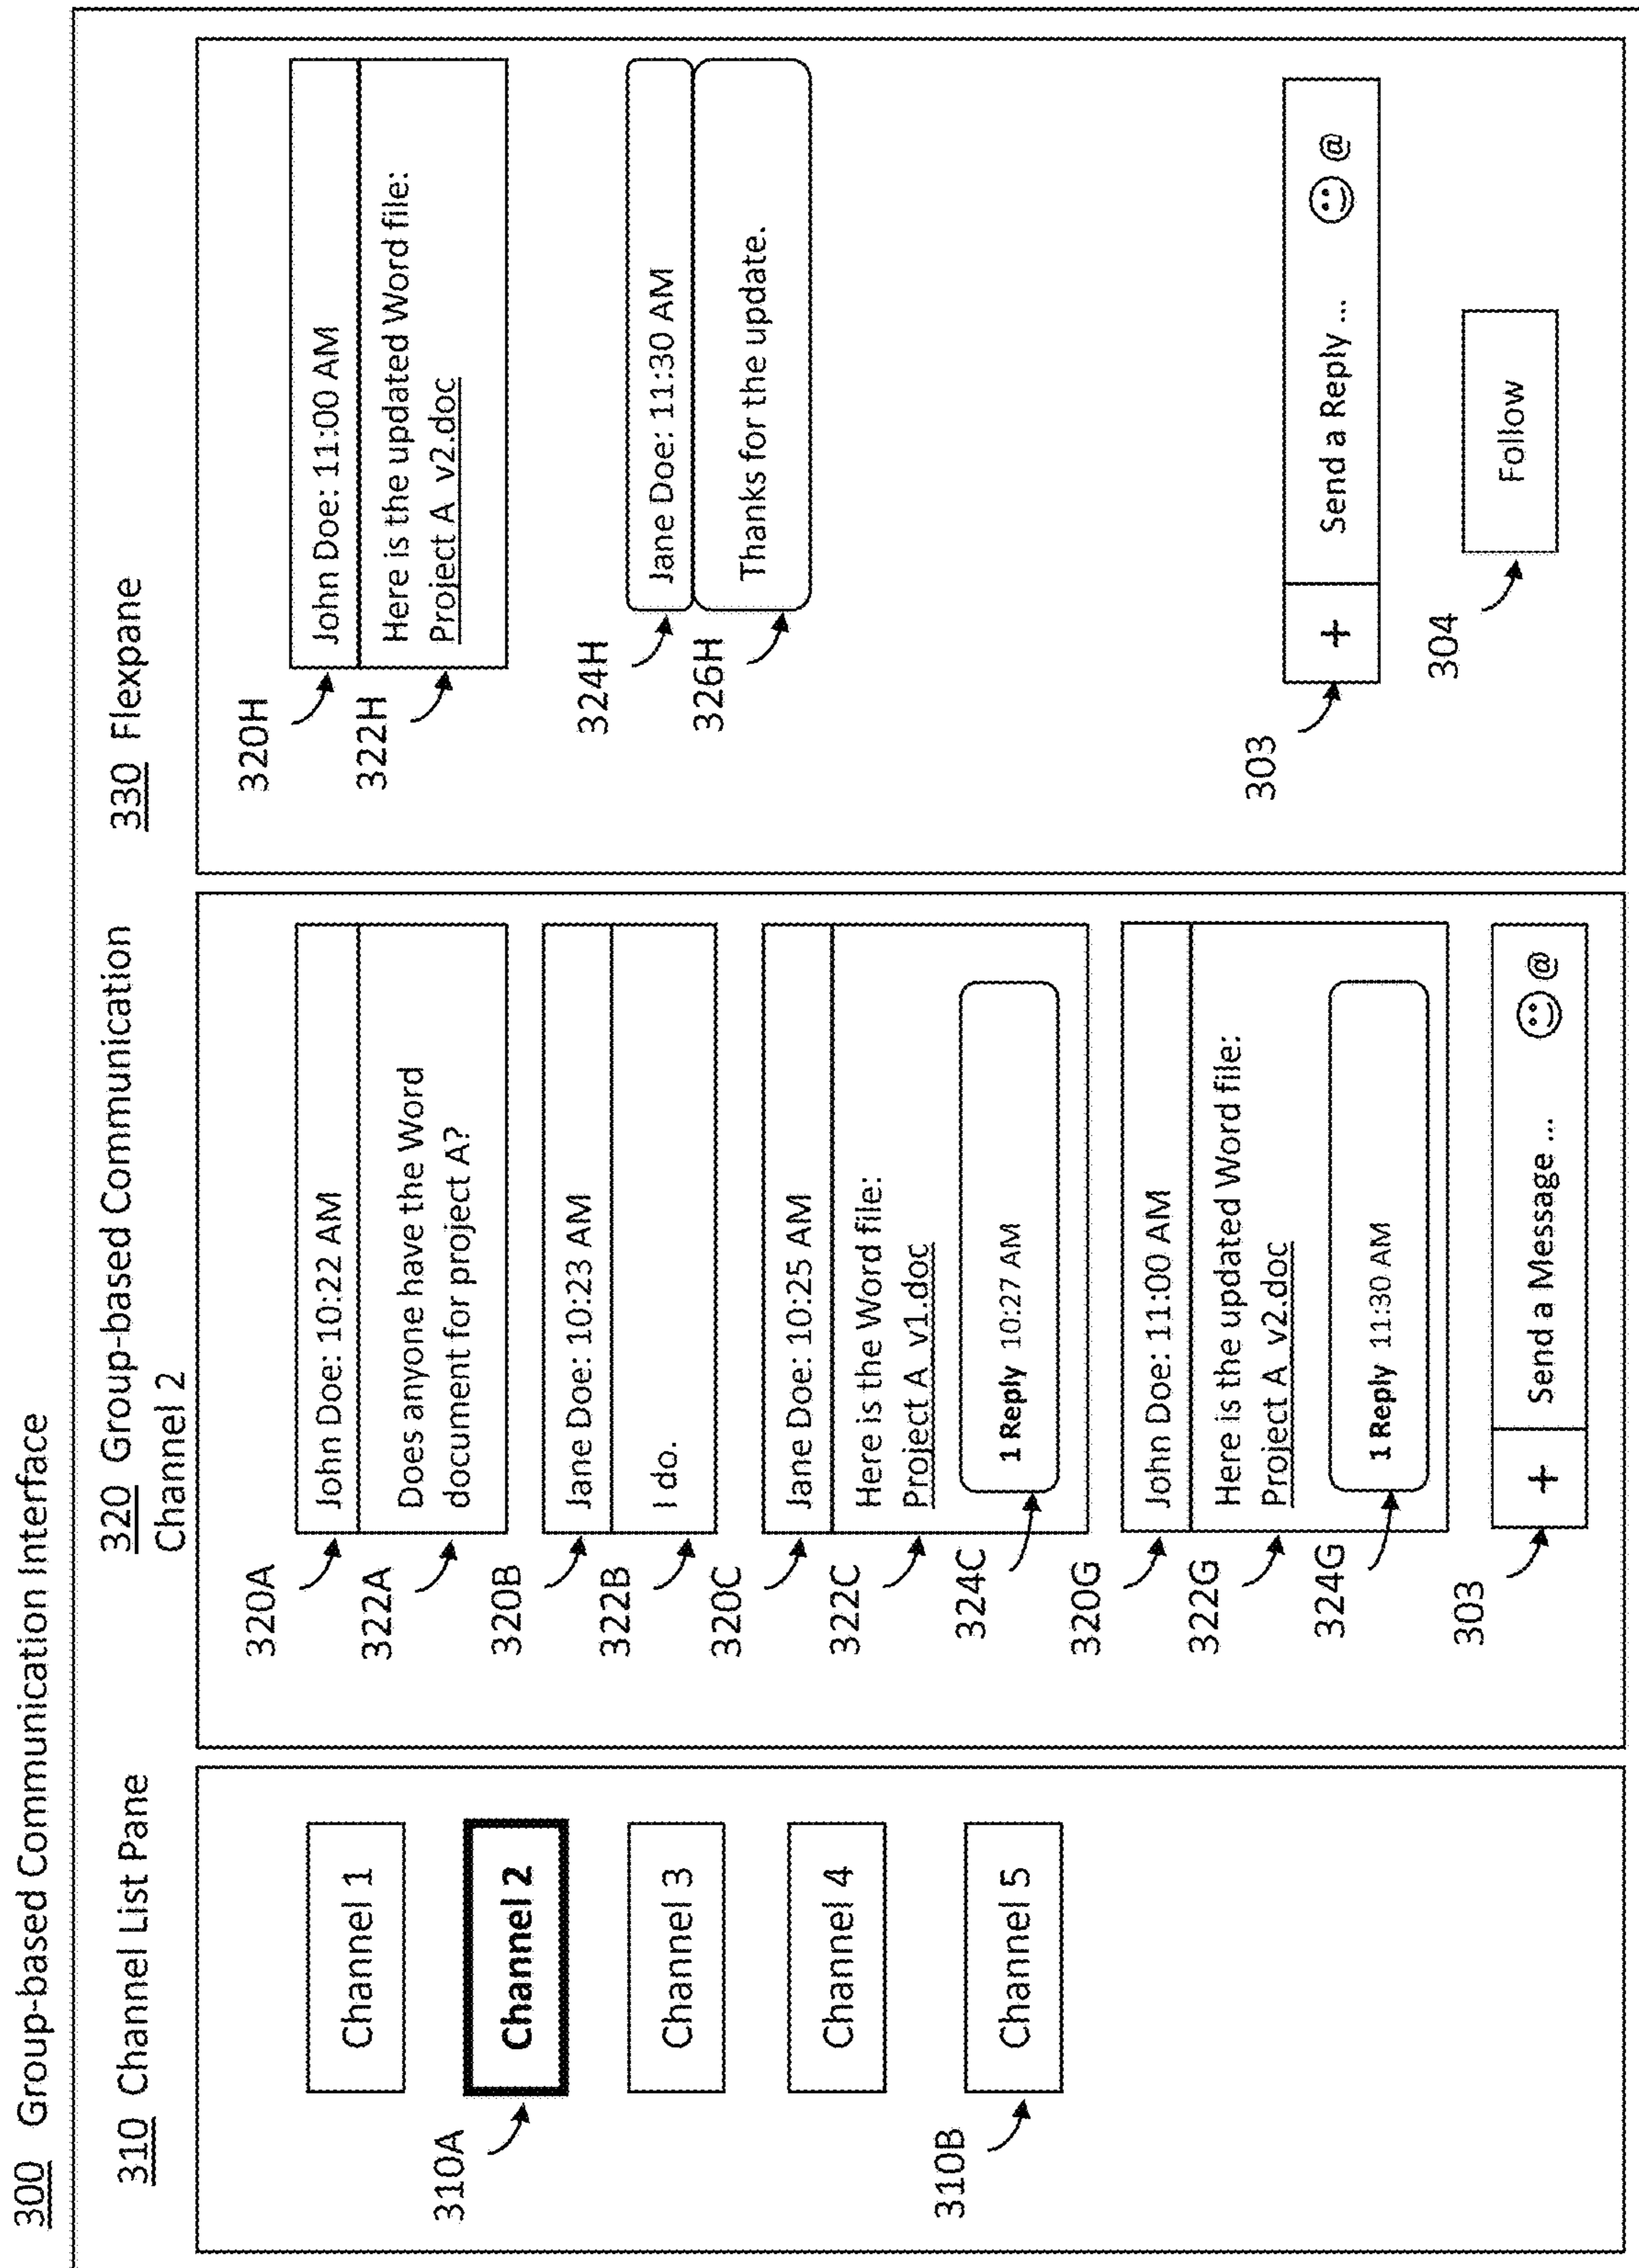 300 Group-based Communication Interface
310 Channel List Pane
Channel 1
310A
Channel 2
Channel 3
Channel 4
310B
Channel 5
320 Group-based Communication
Channel 2
320A
John Doe: 10:22 AM
322A
Does anyone have the Word
document for project A?
320B
Jane Doe: 10:23 AM
322B
I do.
320C
Jane Doe: 10:25 AM
322C
Here is the Word file:
Project A v1.doc
324C
1 Reply 10:27 AM
320G
John Doe: 11:00 AM
322G
Here is the updated Word file:
Project A v2.doc
324G
1 Reply 11:30 AM
303
+ Send a Message ... @
330 Flexpane
320H
John Doe: 11:00 AM
322H
Here is the updated Word file:
Project A v2.doc
324H
Jane Doe: 11:30 AM
326H
Thanks for the update.
303
+ Send a Reply ... @
304
Follow